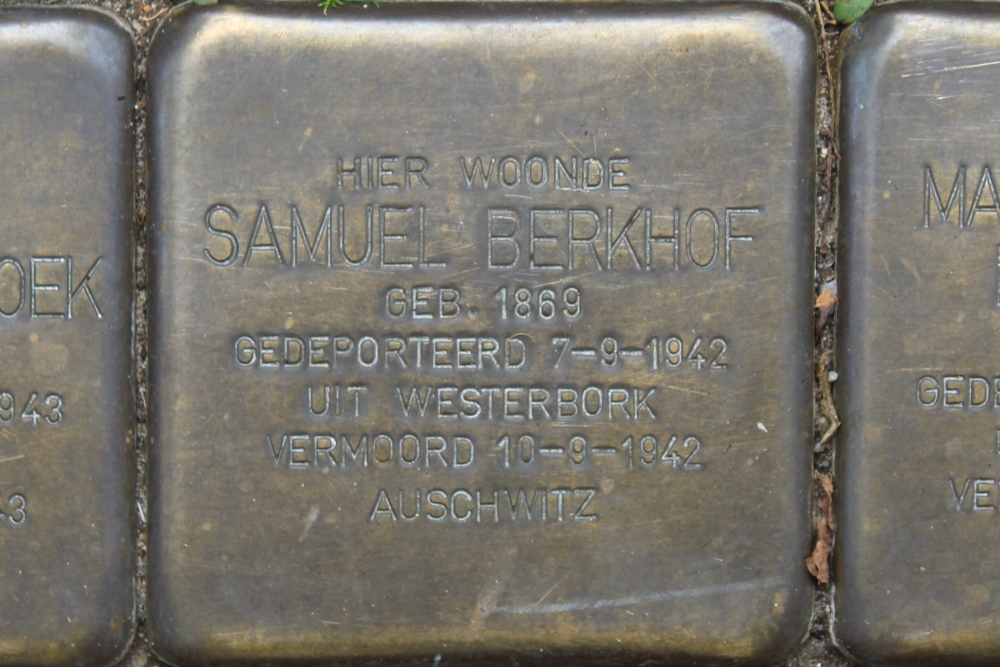 HIER WOONDE
SAMUEL BERKHOF
GEB. 1869
GEDEPORTEERD 7-9-1942
UIT WESTERBORK
VERMOORD 10-9-1942
AUSCHWITZ